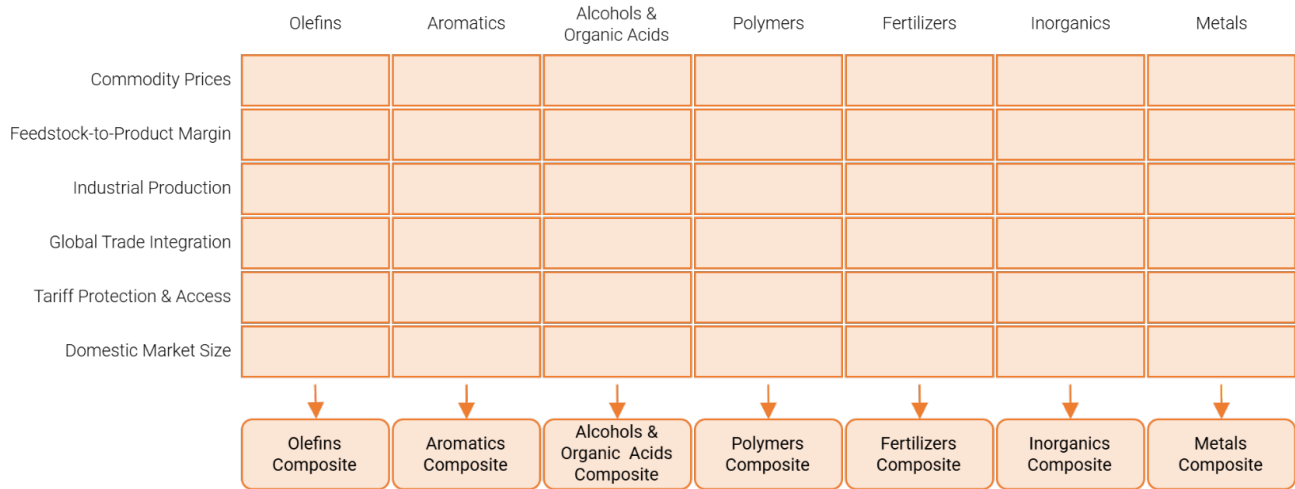 Olefins
Aromatics
Alcohols &
Organic Acids
Polymers
Fertilizers
Inorganics
Metals
Commodity Prices
Feedstock-to-Product Margin
Industrial Production
Global Trade Integration
Tariff Protection & Access
Domestic Market Size
Olefins
Composite
Aromatics
Composite
Alcohols &
Organic Acids
Composite
Polymers
Composite
Fertilizers
Composite
Inorganics
Composite
Metals
Composite